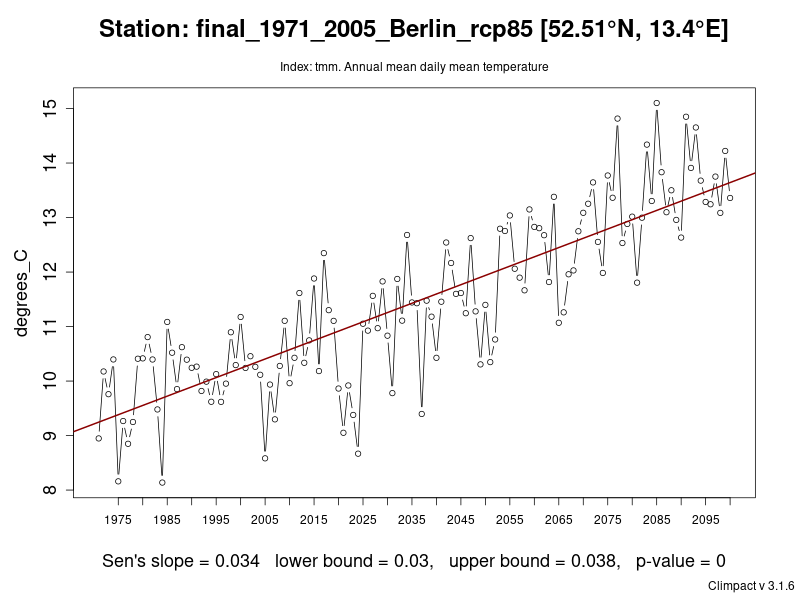 Station: final_1971_2005_Berlin_rcp85 [52.51°N, 13.4°E]
Index: tmm. Annual mean daily mean temperature
15
14
13
12
11
10
9
8
degrees_C
1975 1985 1995 2005 2015 2025 2035 2045 2055 2065 2075 2085 2095
Sen's slope = 0.034 lower bound = 0.03, upper bound = 0.038, p-value = 0
Climpact v 3.1.6